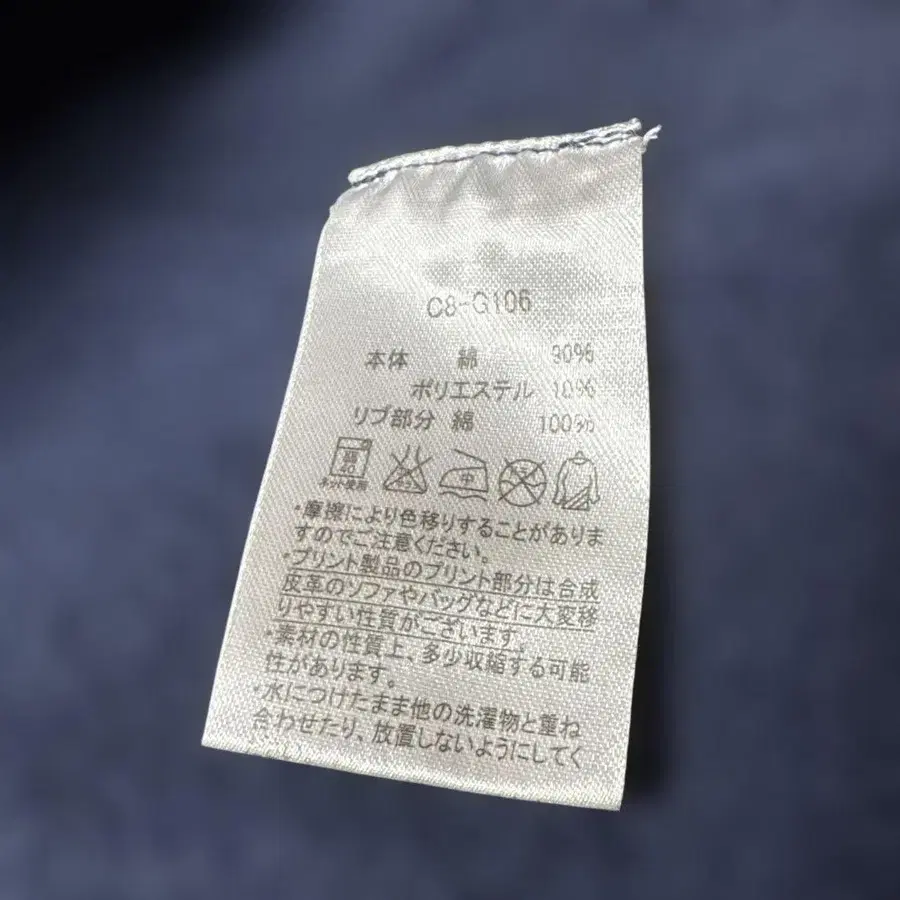 C8-G106
本体 綿 90%
ポリエステル 10%
リブ部分 綿 100%
40
ネット使用
中
・摩擦により色移りすることがありま
すのでご注意ください。
・プリント製品のプリント部分は合成
皮革のソファやバッグなどに大変移
りやすい性質がございます。
・素材の性質上、多少収縮する可能
性があります。
・水につけたまま他の洗濯物と重ね
合わせたり、放置しないようにしてく